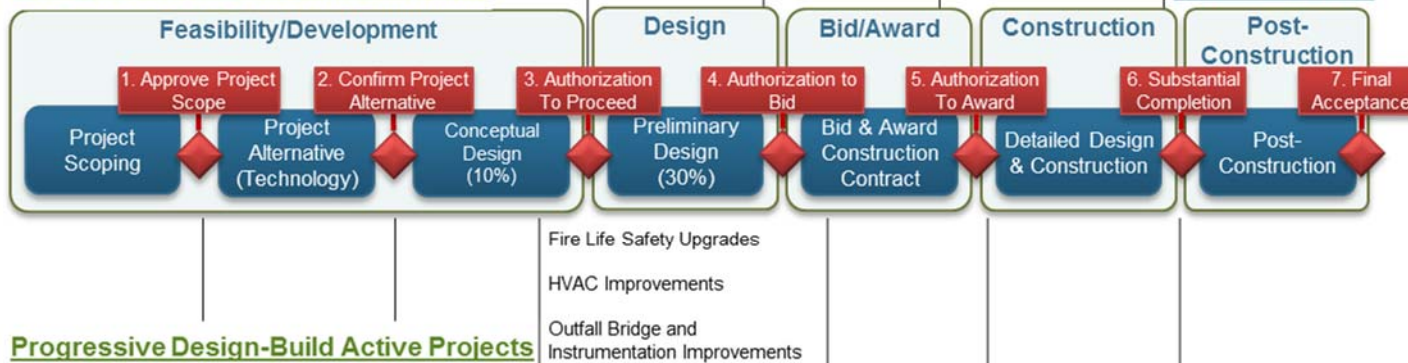 Feasibility/Development
Design
Bid/Award
Construction
Post-
Construction
1. Approve Project
Scope
2. Confirm Project
Alternative
3. Authorization
To Proceed
4. Authorization to
Bid
5. Authorization
To Award
6. Substantial
Completion
7. Final
Acceptance
Project
Scoping
Project
Alternative
(Technology)
Conceptual
Design
(10%)
Preliminary
Design
(30%)
Bid & Award
Construction
Contract
Detailed Design
& Construction
Post-
Construction
Fire Life Safety Upgrades
HVAC Improvements
Outfall Bridge and
Instrumentation Improvements
Progressive Design-Build Active Projects